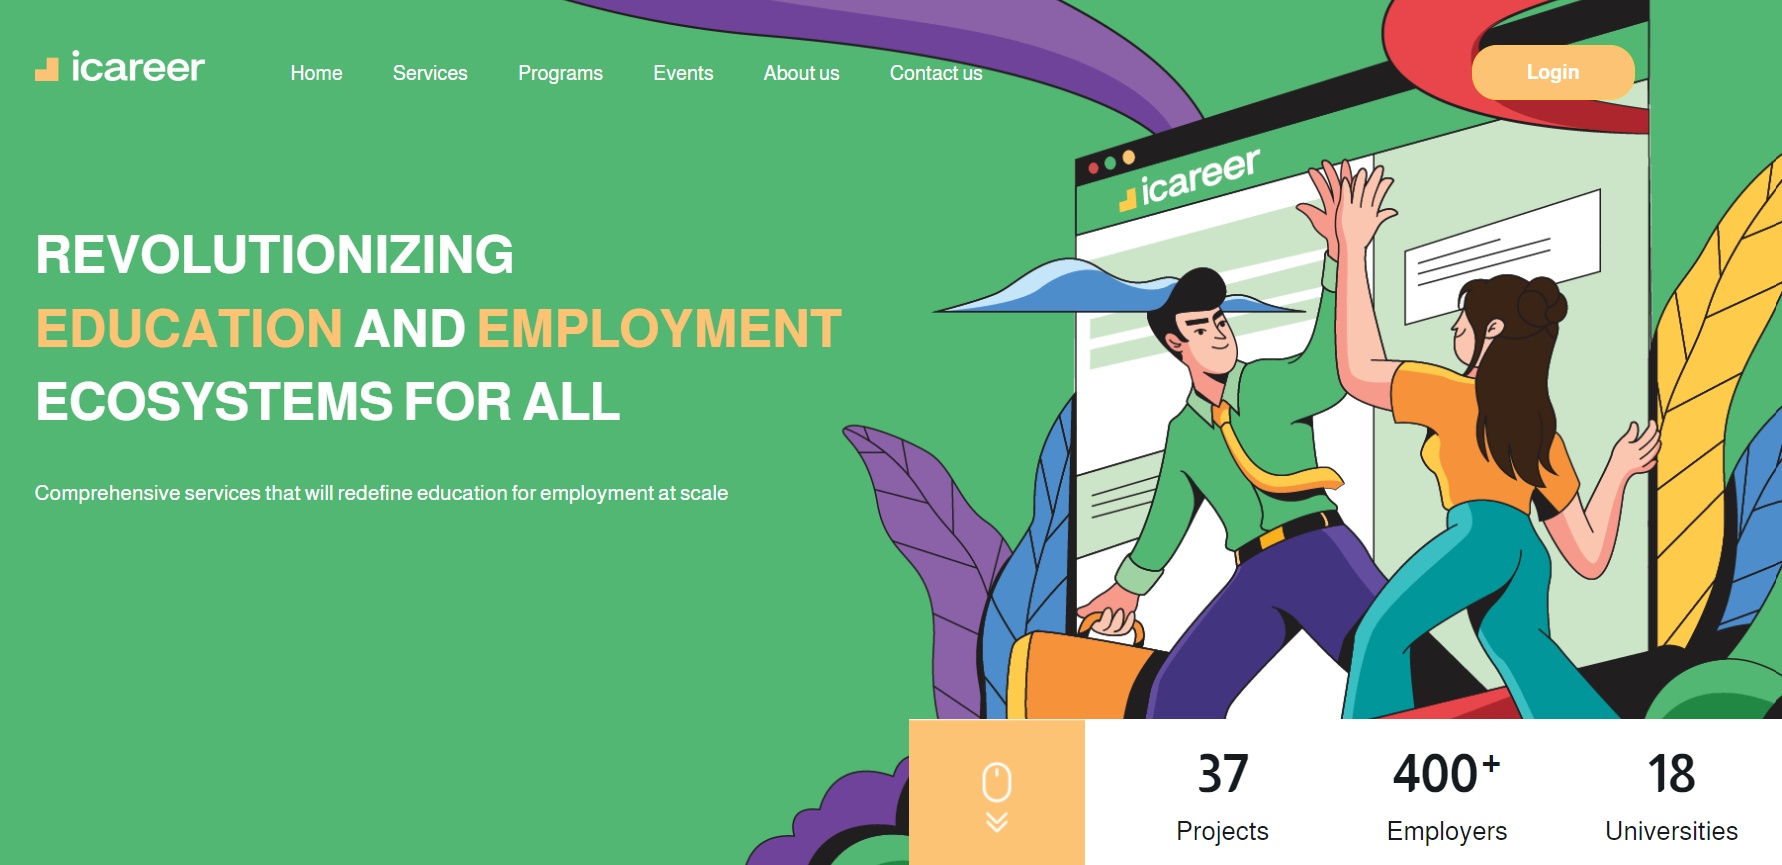 icareer
Home Services Programs Events About us Contact us
Login
icareer
REVOLUTIONIZING
EDUCATION AND EMPLOYMENT
ECOSYSTEMS FOR ALL
Comprehensive services that will redefine education for employment at scale
37 400+ 18
Projects Employers Universities